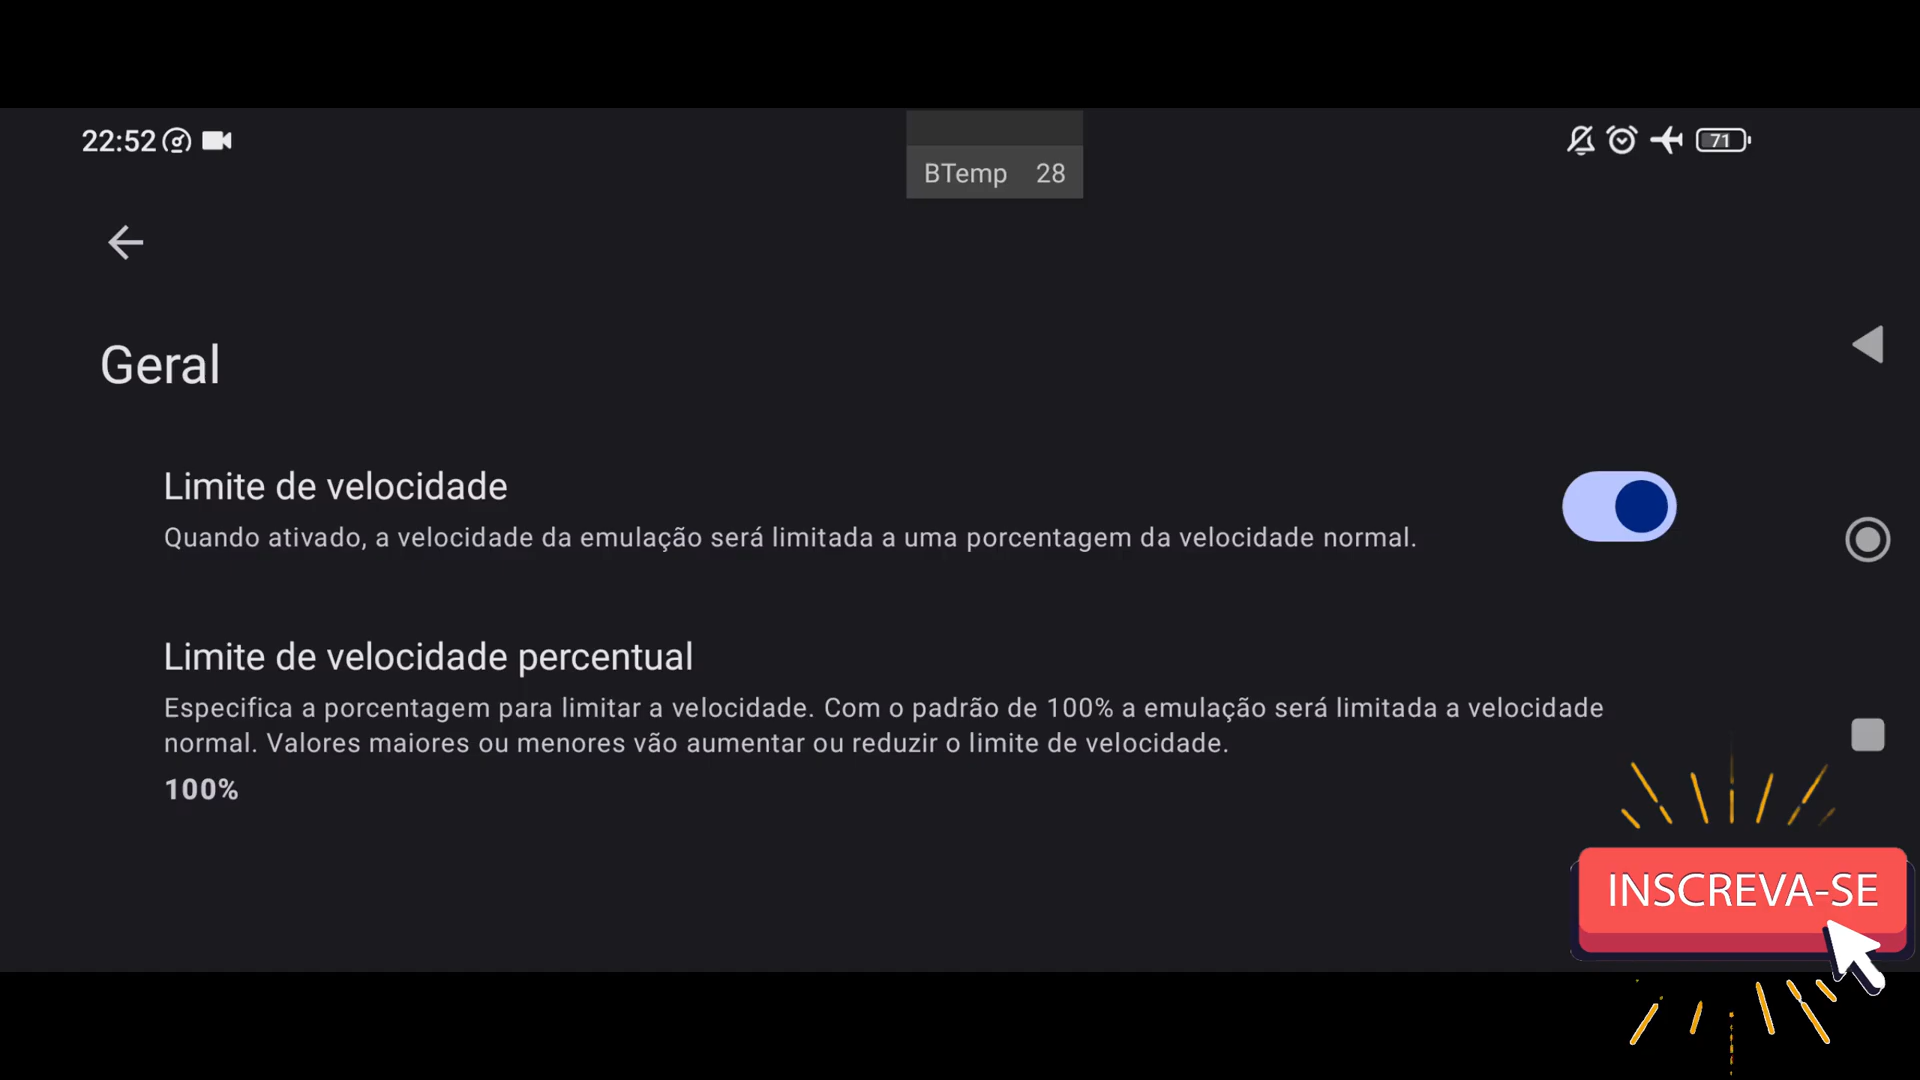 22:52
71
BTemp 28
Geral
Limite de velocidade
Quando ativado, a velocidade da emulação será limitada a uma porcentagem da velocidade normal.
Limite de velocidade percentual
Especifica a porcentagem para limitar a velocidade. Com o padrão de 100% a emulação será limitada a velocidade
normal. Valores maiores ou menores vão aumentar ou reduzir o limite de velocidade.
100%
INSCREVA-SE